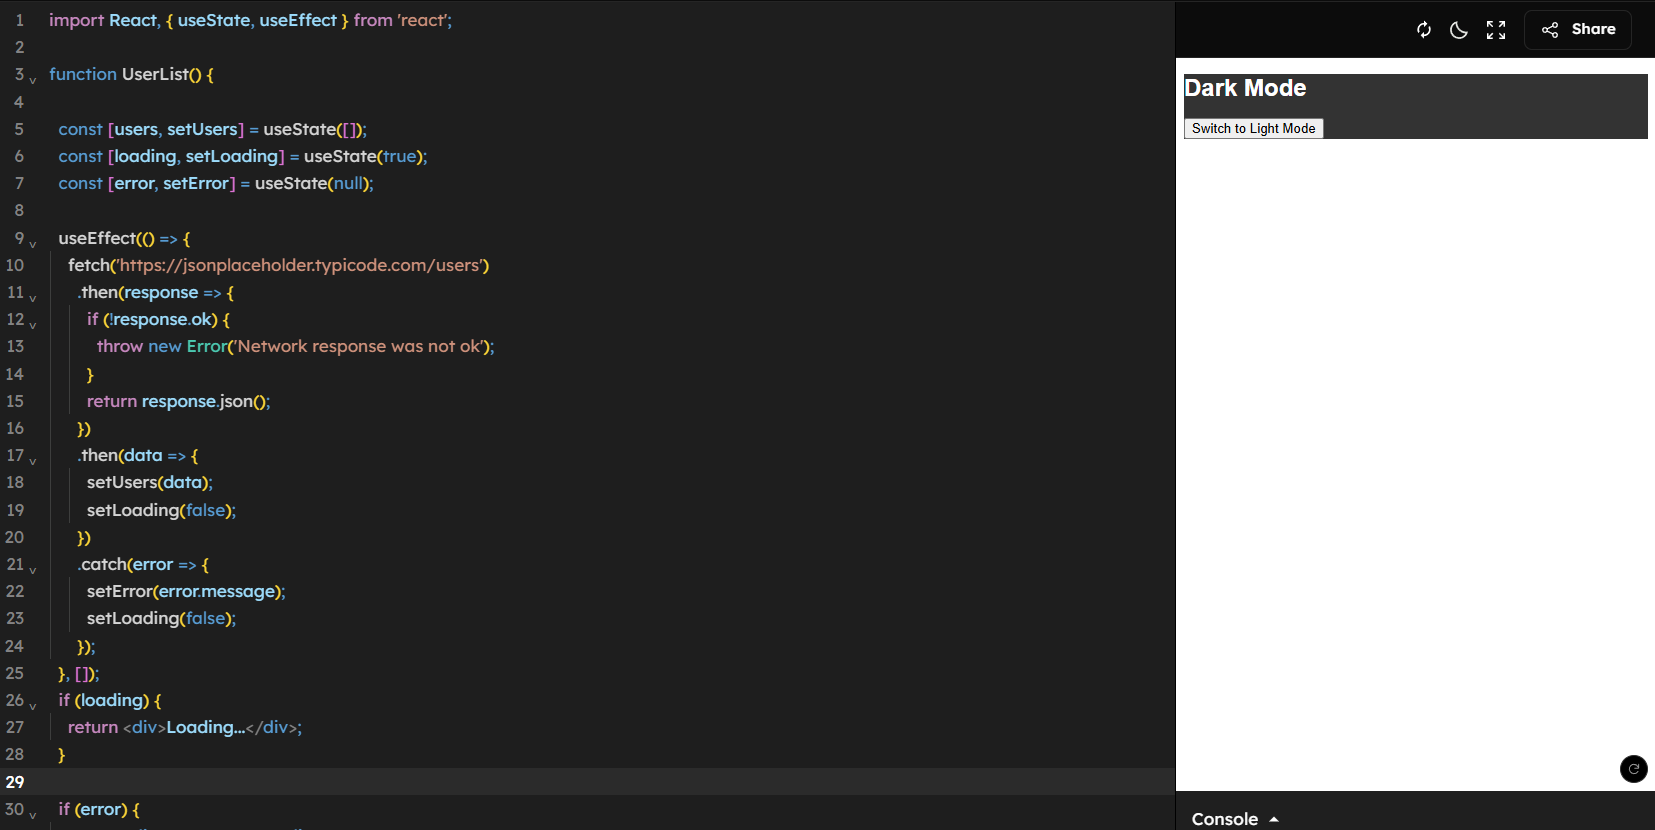 1 import React, { useState, useEffect } from 'react';
2
3 function UserList() {
4
5 const [users, setUsers] = useState([]);
6 const [loading, setLoading] = useState(true);
7 const [error, setError] = useState(null);
8
9 useEffect(() => {
10 fetch('https://jsonplaceholder.typicode.com/users')
11 .then(response => {
12 if (!response.ok) {
13 throw new Error('Network response was not ok');
14 }
15 return response.json();
16 })
17 .then(data => {
18 setUsers(data);
19 setLoading(false);
20 })
21 .catch(error => {
22 setError(error.message);
23 setLoading(false);
24 });
25 }, []);
26 if (loading) {
27 return <div>Loading...</div>;
28 }
29
30 if (error) {
Share
Dark Mode
Switch to Light Mode
Console